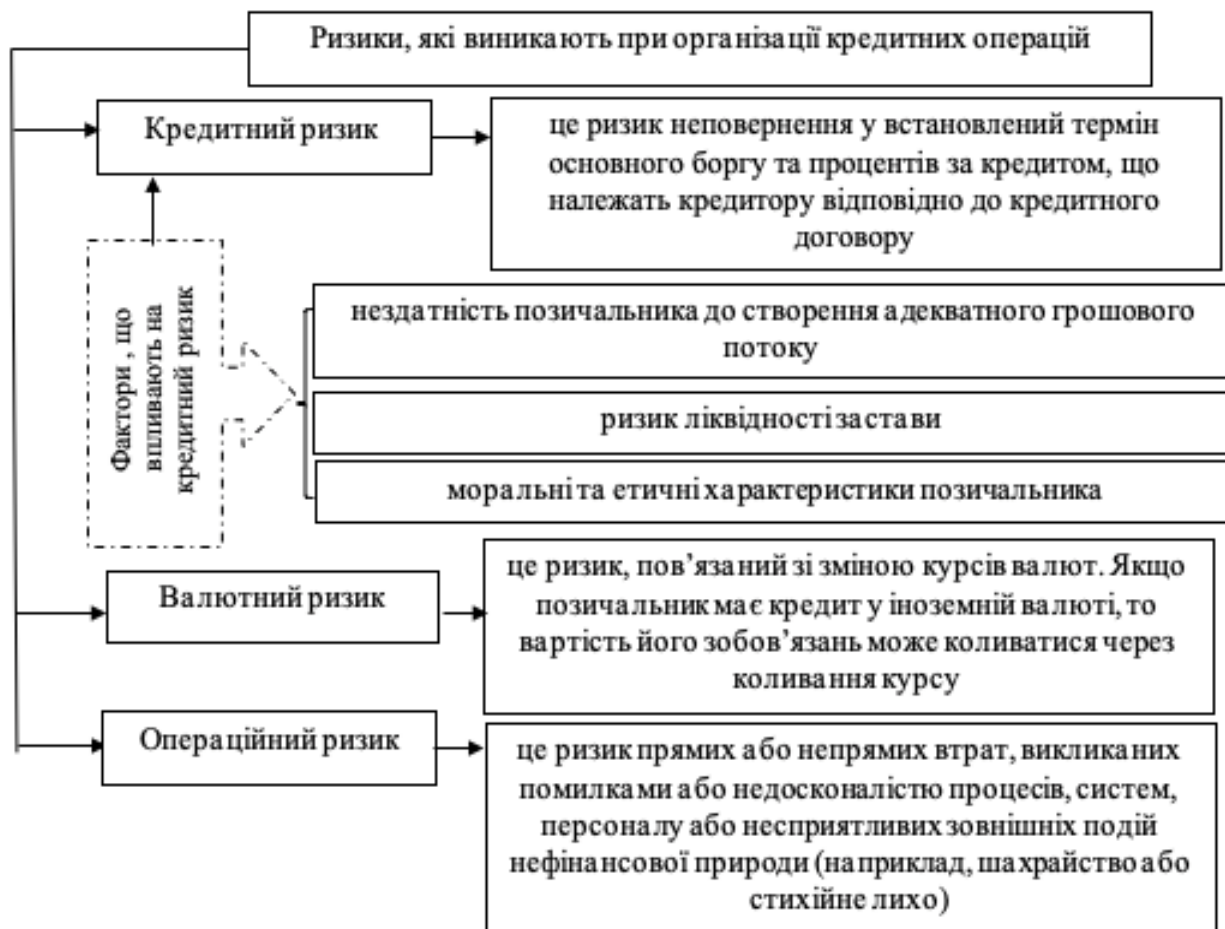 Ризики, які виникають при організації кредитних операцій
Кредитний ризик
це ризик неповернення у встановлений термін
основного боргу та процентів за кредитом, що
належать кредитору відповідно до кредитного
договору
Фактори , що
впливають на
кредитний ризик
нездатність позичальника до створення адекватного грошового
потоку
ризик ліквідності застави
моральні та етичні характеристики позичальника
Валютний ризик
це ризик, пов’язаний зі зміною курсів валют. Якщо
позичальник має кредит у іноземній валюті, то
вартість його зобов’язань може коливатися через
коливання курсу
Операційний ризик
це ризик прямих або непрямих втрат, викликаних
помилками або недосконалістю процесів, систем,
персоналу або несприятливих зовнішніх подій
нефінансової природи (наприклад, шахрайство або
стихійне лихо)